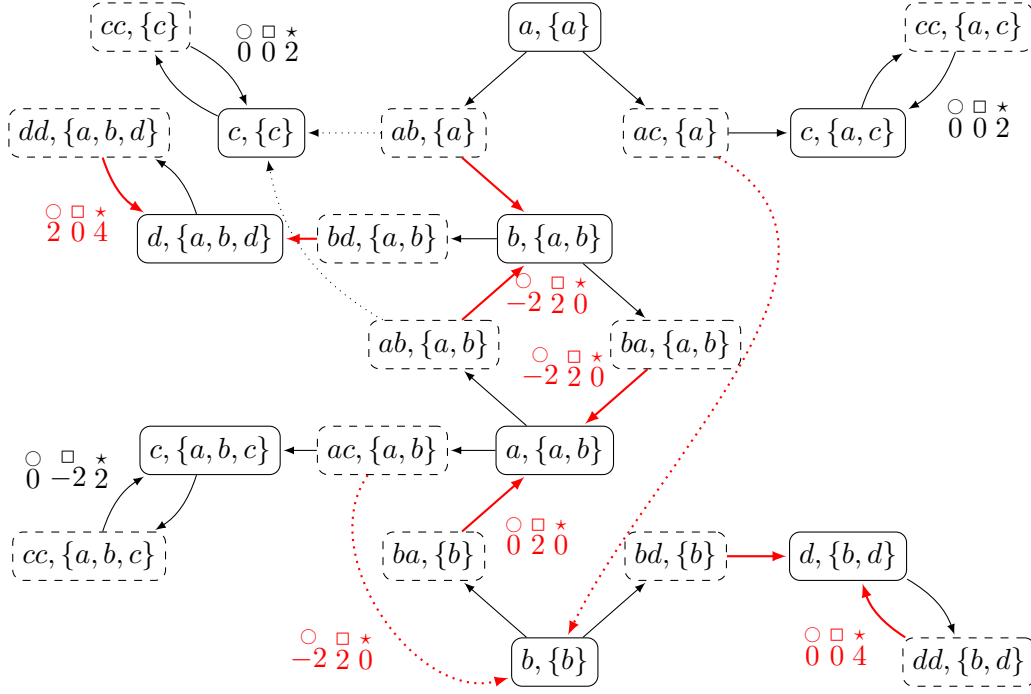 cc, {c}
○ □ ⋆
0 0 2
a, {a}
cc, {a, c}
dd, {a, b, d}
c, {c}
ab, {a}
ac, {a}
c, {a, c}
○ □ ⋆
0 0 2
○ □ ⋆
2 0 4
d, {a, b, d}
bd, {a, b}
b, {a, b}
○ □ ⋆
−2 2 0
ab, {a, b}
ba, {a, b}
○ □ ⋆
−2 2 0
c, {a, b, c}
ac, {a, b}
a, {a, b}
○ □ ⋆
0 −2 2
○ □ ⋆
0 2 0
cc, {a, b, c}
ba, {b}
bd, {b}
d, {b, d}
○ □ ⋆
−2 2 0
b, {b}
○ □ ⋆
0 0 4
dd, {b, d}